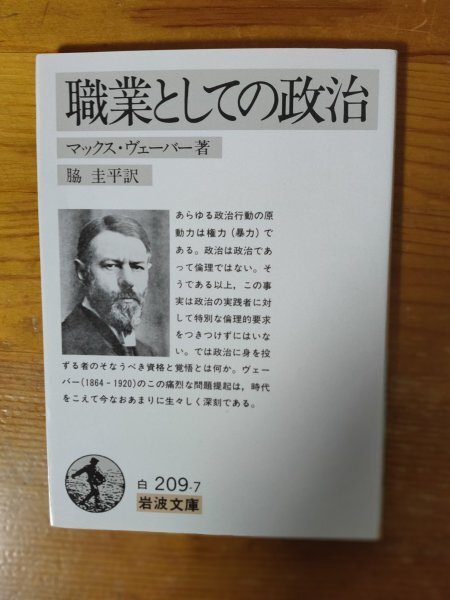 職業としての政治
マックス・ヴェーバー著
脇 圭平訳
あらゆる政治行動の原
動力は権力(暴力)で
ある。政治は政治であ
って倫理ではない。そ
うである以上，この事
実は政治の実践者に対
して特別な倫理的要求
をつきつけずにはいな
い。では政治に身を投
ずる者のそなうべき資格と覚悟とは何か。ヴェー
バー(1864‐1920)のこの痛烈な問題提起は，時代
をこえて今なおあまりに生々しく深刻である。
白 209-7
岩波文庫